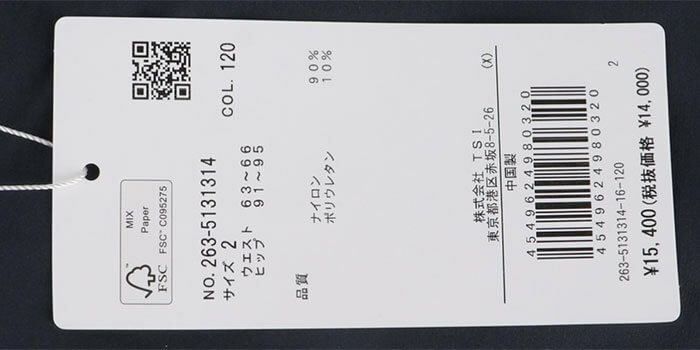 MIX
Paper
FSC™ C095275
FSC
COL. 120
NO. 263-5131314
サイズ 2
ウエスト 63~66
ヒップ 91~95
品質
ナイロン 90%
ポリウレタン 10%
(X)
株式会社 TSI
東京都港区赤坂8-5-26
中国製
4549624980320
4549624980320
2
263-5131314-16-120
¥15,400(税抜価格 ¥14,000)